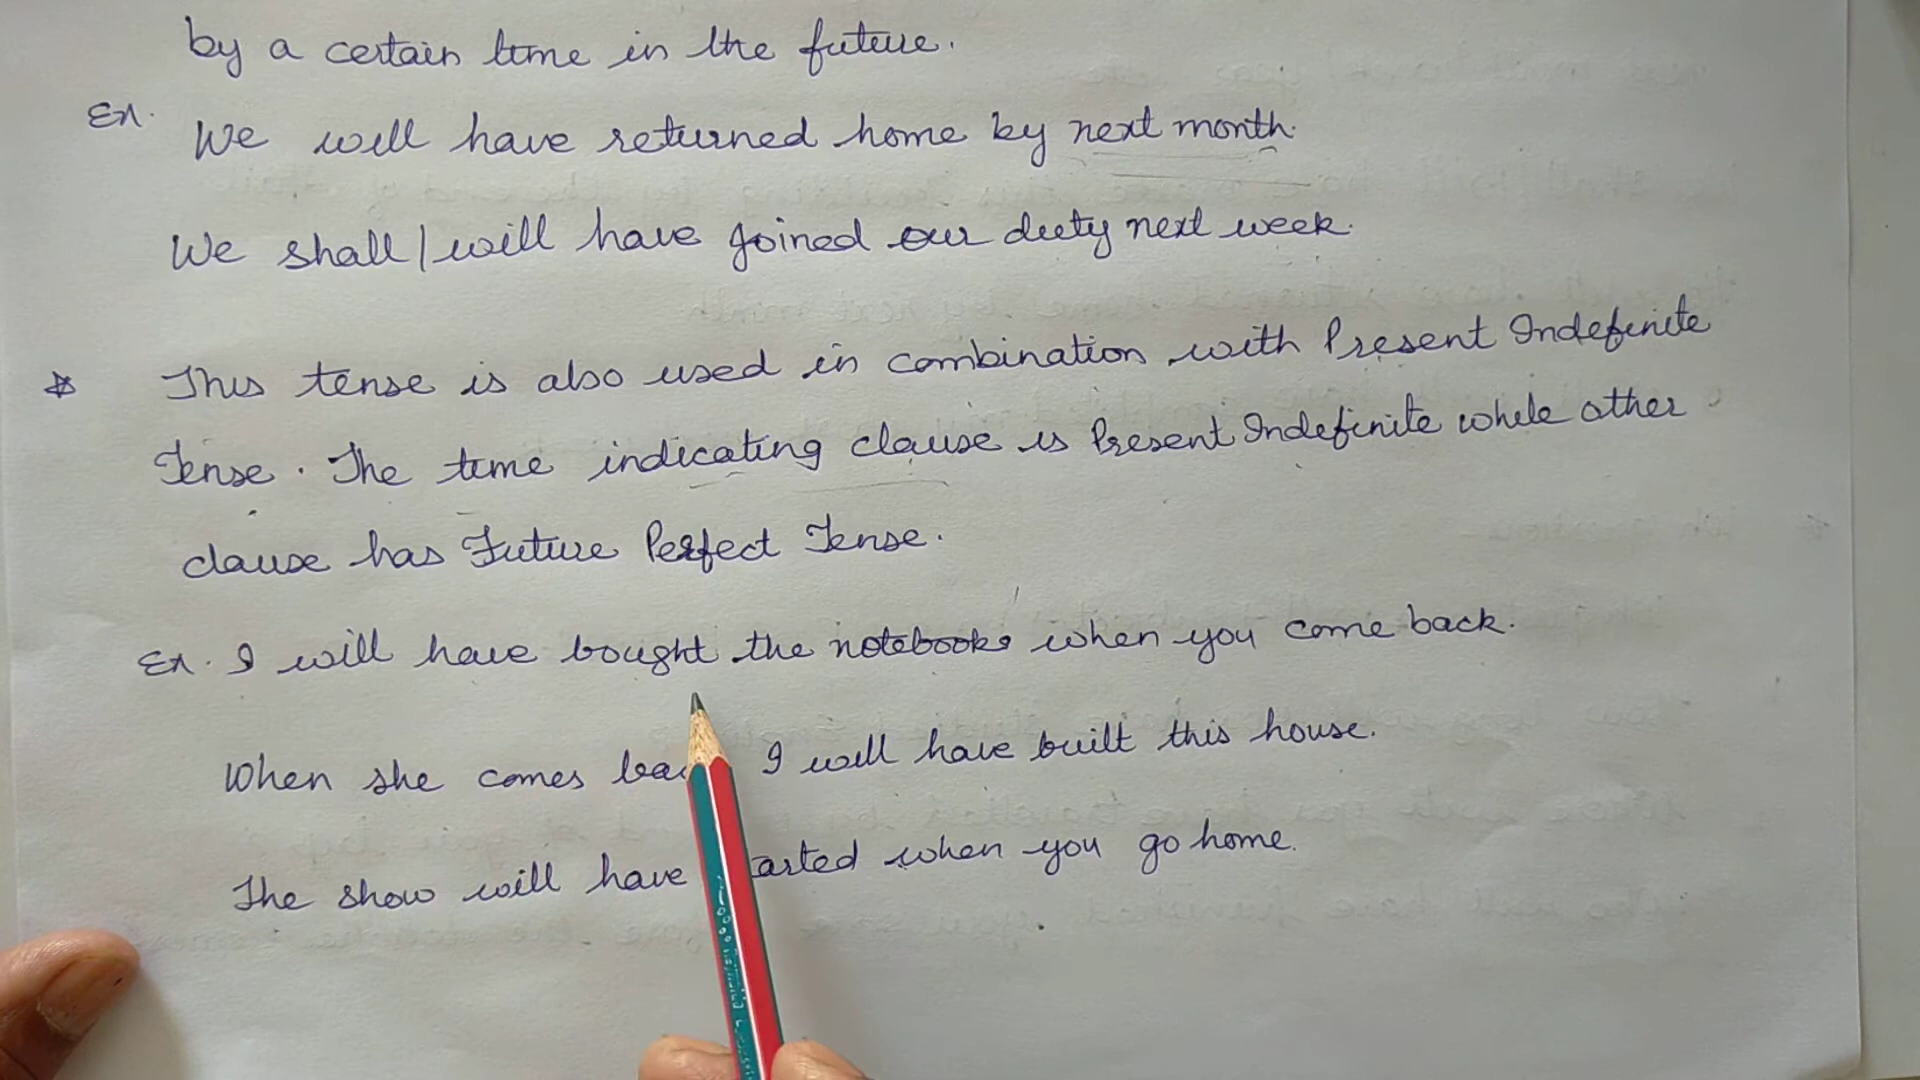 by a certain time in the future.
Ex. We will have returned home by next month.
We shall/will have joined our duty next week.
* This tense is also used in combination with Present Indefinite
Tense. The time indicating clause is Present Indefinite while other
clause has Future Perfect Tense.
Ex. I will have bought the notebooks when you come back.
When she comes bac I will have built this house.
The show will have arted when you go home.